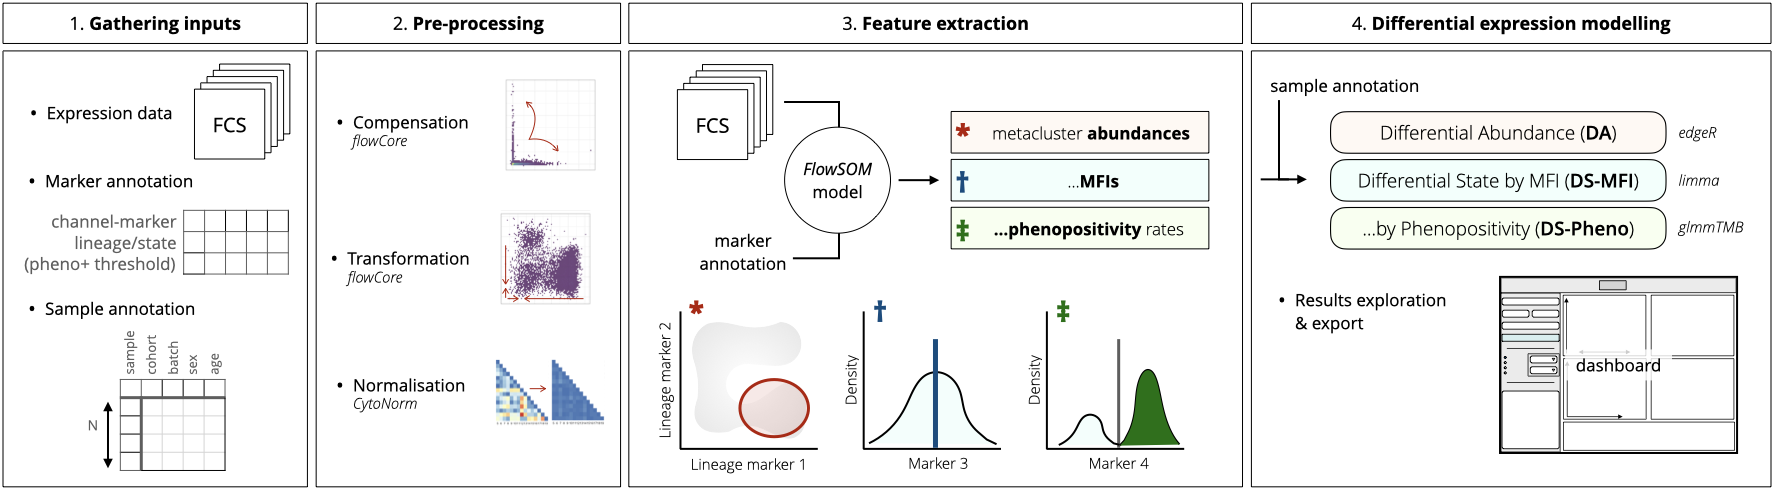 1. Gathering inputs
2. Pre-processing
3. Feature extraction
4. Differential expression modelling
• Expression data
FCS
• Marker annotation
channel-marker
lineage/state
(pheno+ threshold)
• Sample annotation
sample
cohort
batch
sex
age
N
• Compensation
flowCore
• Transformation
flowCore
• Normalisation
CytoNorm
FCS
FlowSOM
model
marker
annotation
* metacluster abundances
† ...MFIs
‡ ...phenopositivity rates
*
Lineage marker 2
Lineage marker 1
†
Density
Marker 3
‡
Density
Marker 4
sample annotation
Differential Abundance (DA)
edgeR
Differential State by MFI (DS-MFI)
limma
...by Phenopositivity (DS-Pheno)
glmmTMB
• Results exploration
& export
dashboard